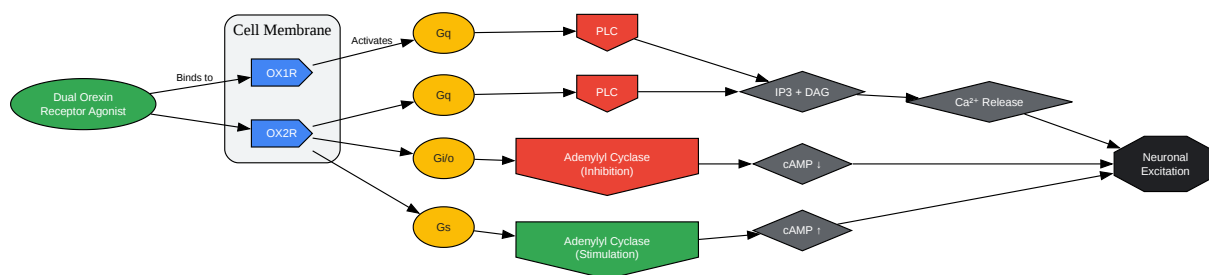 Cell Membrane
Dual Orexin
Receptor Agonist
Binds to
OX1R
OX2R
Activates
Gq
PLC
Gq
PLC
IP3 + DAG
Ca²⁺ Release
Gi/o
Adenylyl Cyclase
(Inhibition)
cAMP ↓
Gs
Adenylyl Cyclase
(Stimulation)
cAMP ↑
Neuronal
Excitation